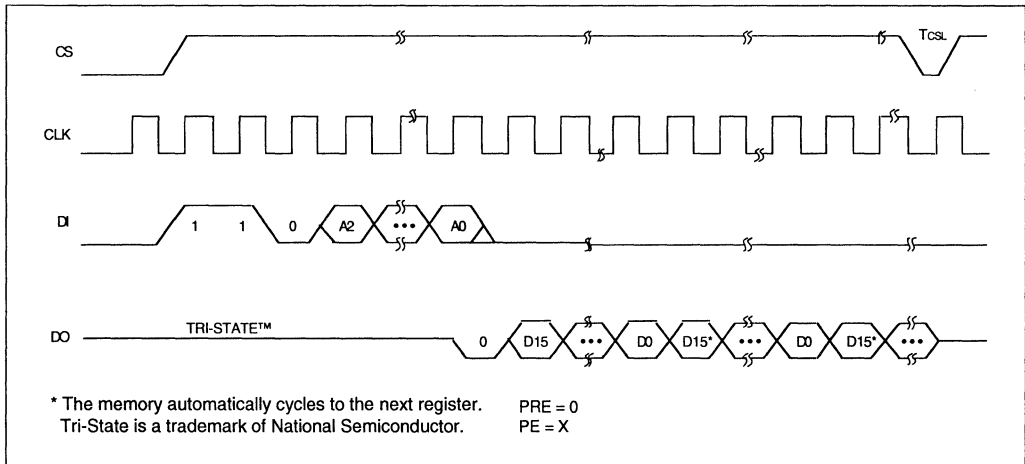 CS
TCSL
CLK
DI
1 1 0 A2 ••• A0
DO
TRI-STATE™
0 D15 ••• D0 D15* ••• D0 D15* •••
* The memory automatically cycles to the next register. PRE = 0
Tri-State is a trademark of National Semiconductor. PE = X